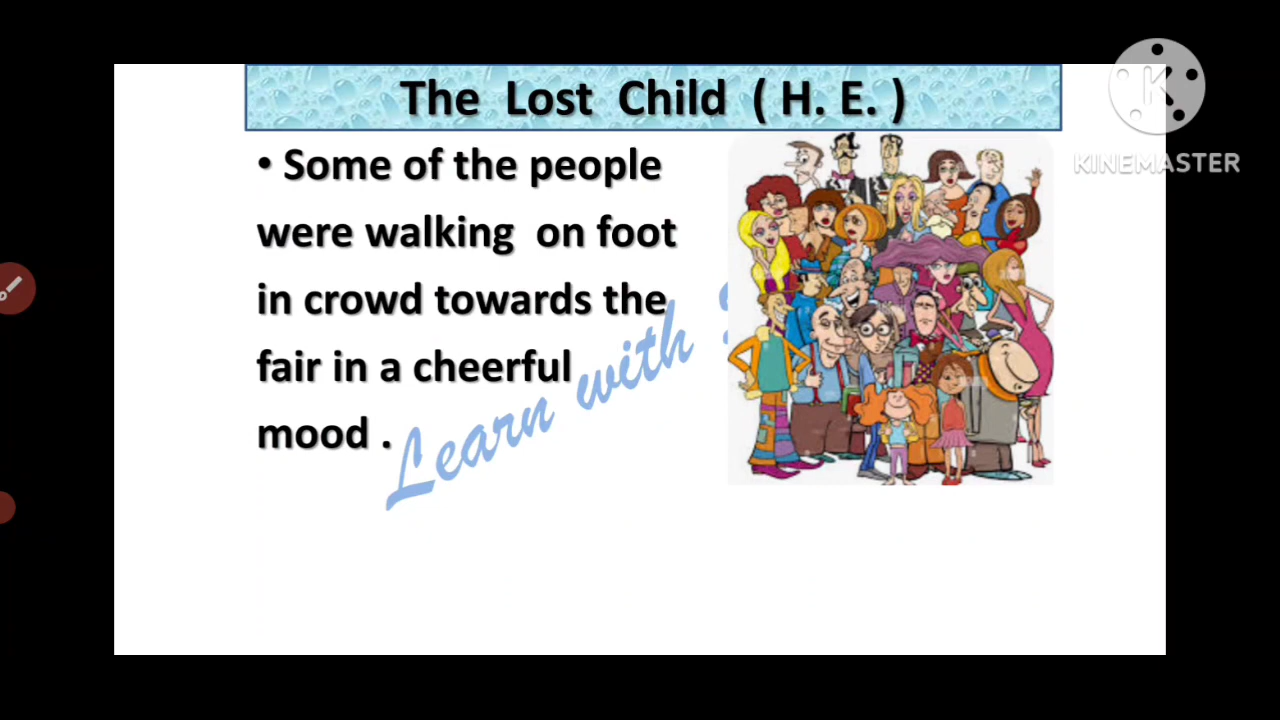 The Lost Child ( H. E. )
KINEMASTER
• Some of the people
were walking on foot
in crowd towards the
fair in a cheerful
mood .
Learn with